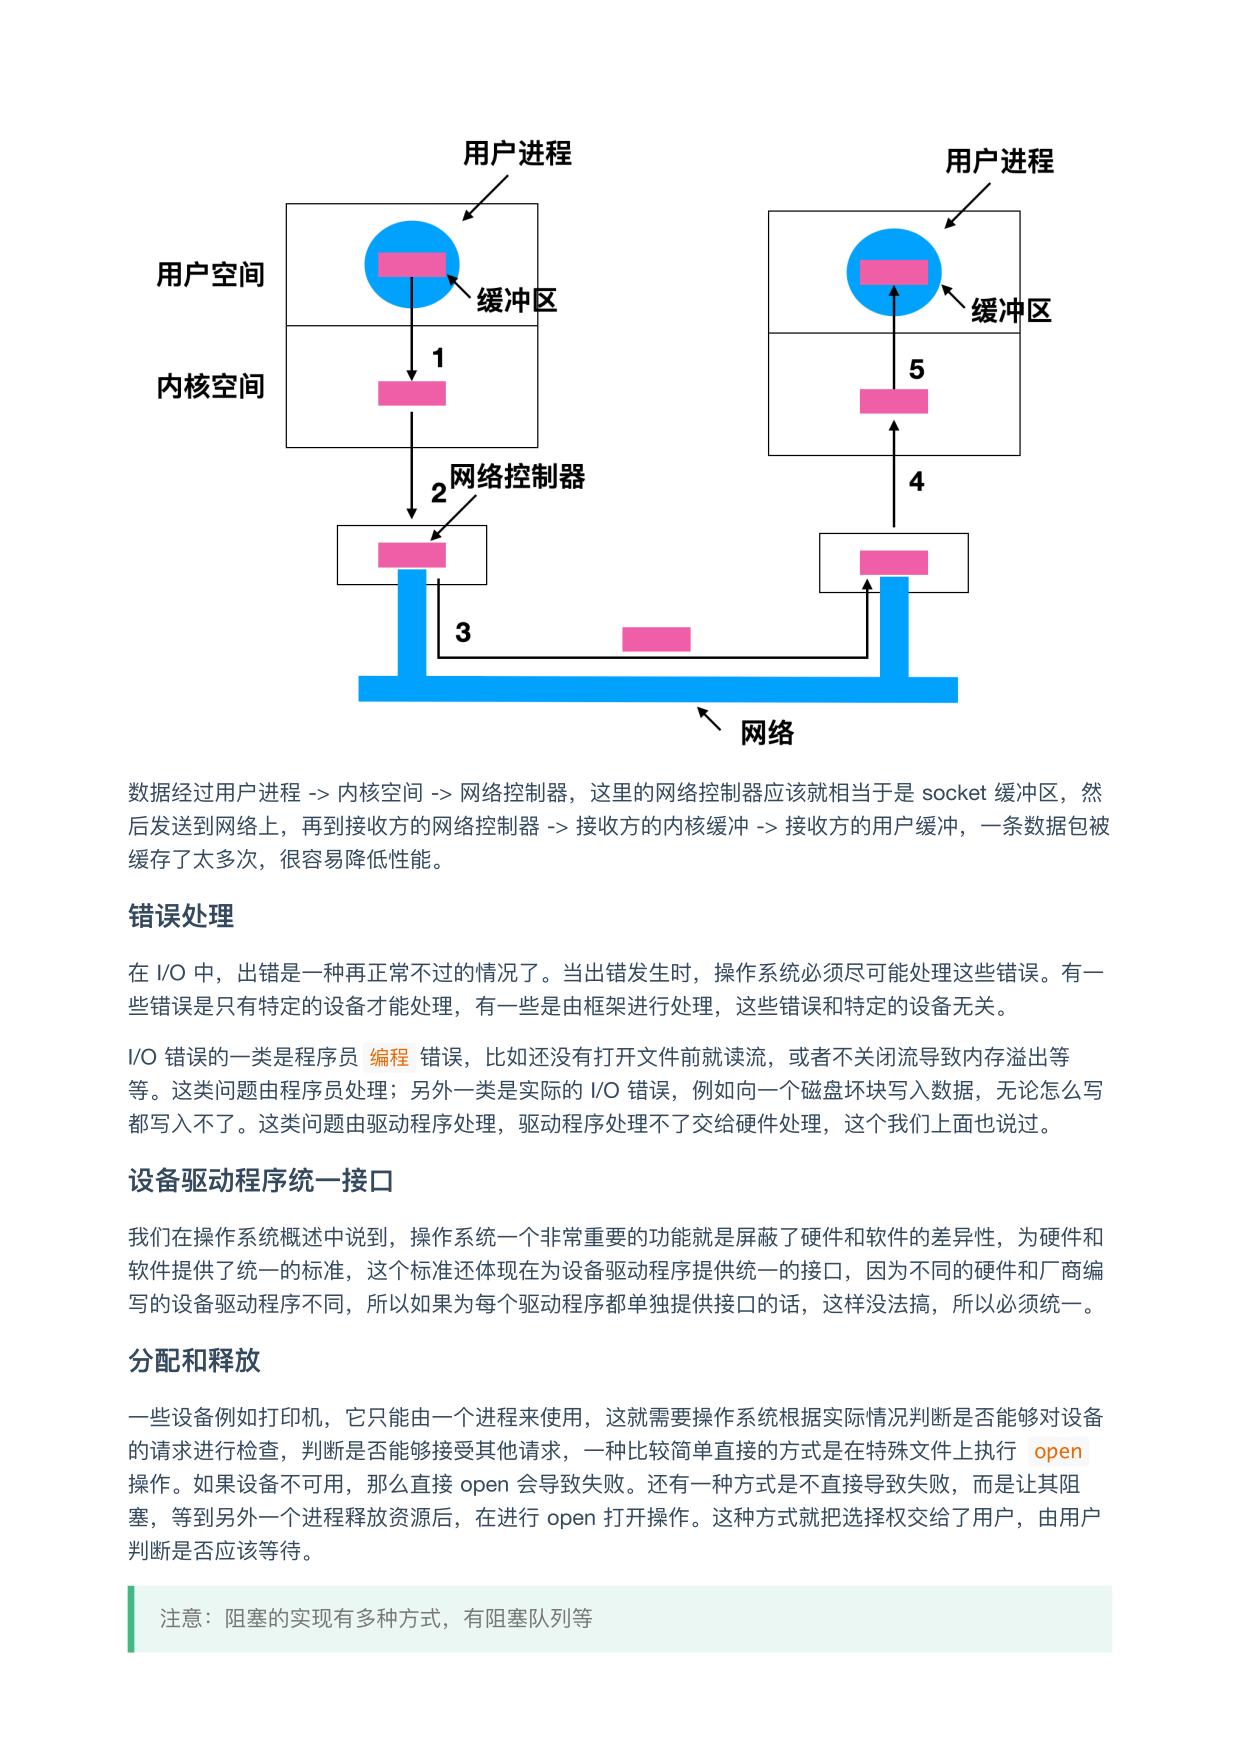 用户进程
用户进程
用户空间
缓冲区
缓冲区
1
5
内核空间
网络控制器
2
4
3
网络
数据经过用户进程 -> 内核空间 -> 网络控制器，这里的网络控制器应该就相当于是 socket 缓冲区，然
后发送到网络上，再到接收方的网络控制器 -> 接收方的内核缓冲 -> 接收方的用户缓冲，一条数据包被
缓存了太多次，很容易降低性能。
错误处理
在 I/O 中，出错是一种再正常不过的情况了。当出错发生时，操作系统必须尽可能处理这些错误。有一
些错误是只有特定的设备才能处理，有一些是由框架进行处理，这些错误和特定的设备无关。
I/O 错误的一类是程序员 编程 错误，比如还没有打开文件前就读流，或者不关闭流导致内存溢出等
等。这类问题由程序员处理；另外一类是实际的 I/O 错误，例如向一个磁盘坏块写入数据，无论怎么写
都写入不了。这类问题由驱动程序处理，驱动程序处理不了交给硬件处理，这个我们上面也说过。
设备驱动程序统一接口
我们在操作系统概述中说到，操作系统一个非常重要的功能就是屏蔽了硬件和软件的差异性，为硬件和
软件提供了统一的标准，这个标准还体现在为设备驱动程序提供统一的接口，因为不同的硬件和厂商编
写的设备驱动程序不同，所以如果为每个驱动程序都单独提供接口的话，这样没法搞，所以必须统一。
分配和释放
一些设备例如打印机，它只能由一个进程来使用，这就需要操作系统根据实际情况判断是否能够对设备
的请求进行检查，判断是否能够接受其他请求，一种比较简单直接的方式是在特殊文件上执行 open
操作。如果设备不可用，那么直接 open 会导致失败。还有一种方式是不直接导致失败，而是让其阻
塞，等到另外一个进程释放资源后，在进行 open 打开操作。这种方式就把选择权交给了用户，由用户
判断是否应该等待。
注意：阻塞的实现有多种方式，有阻塞队列等